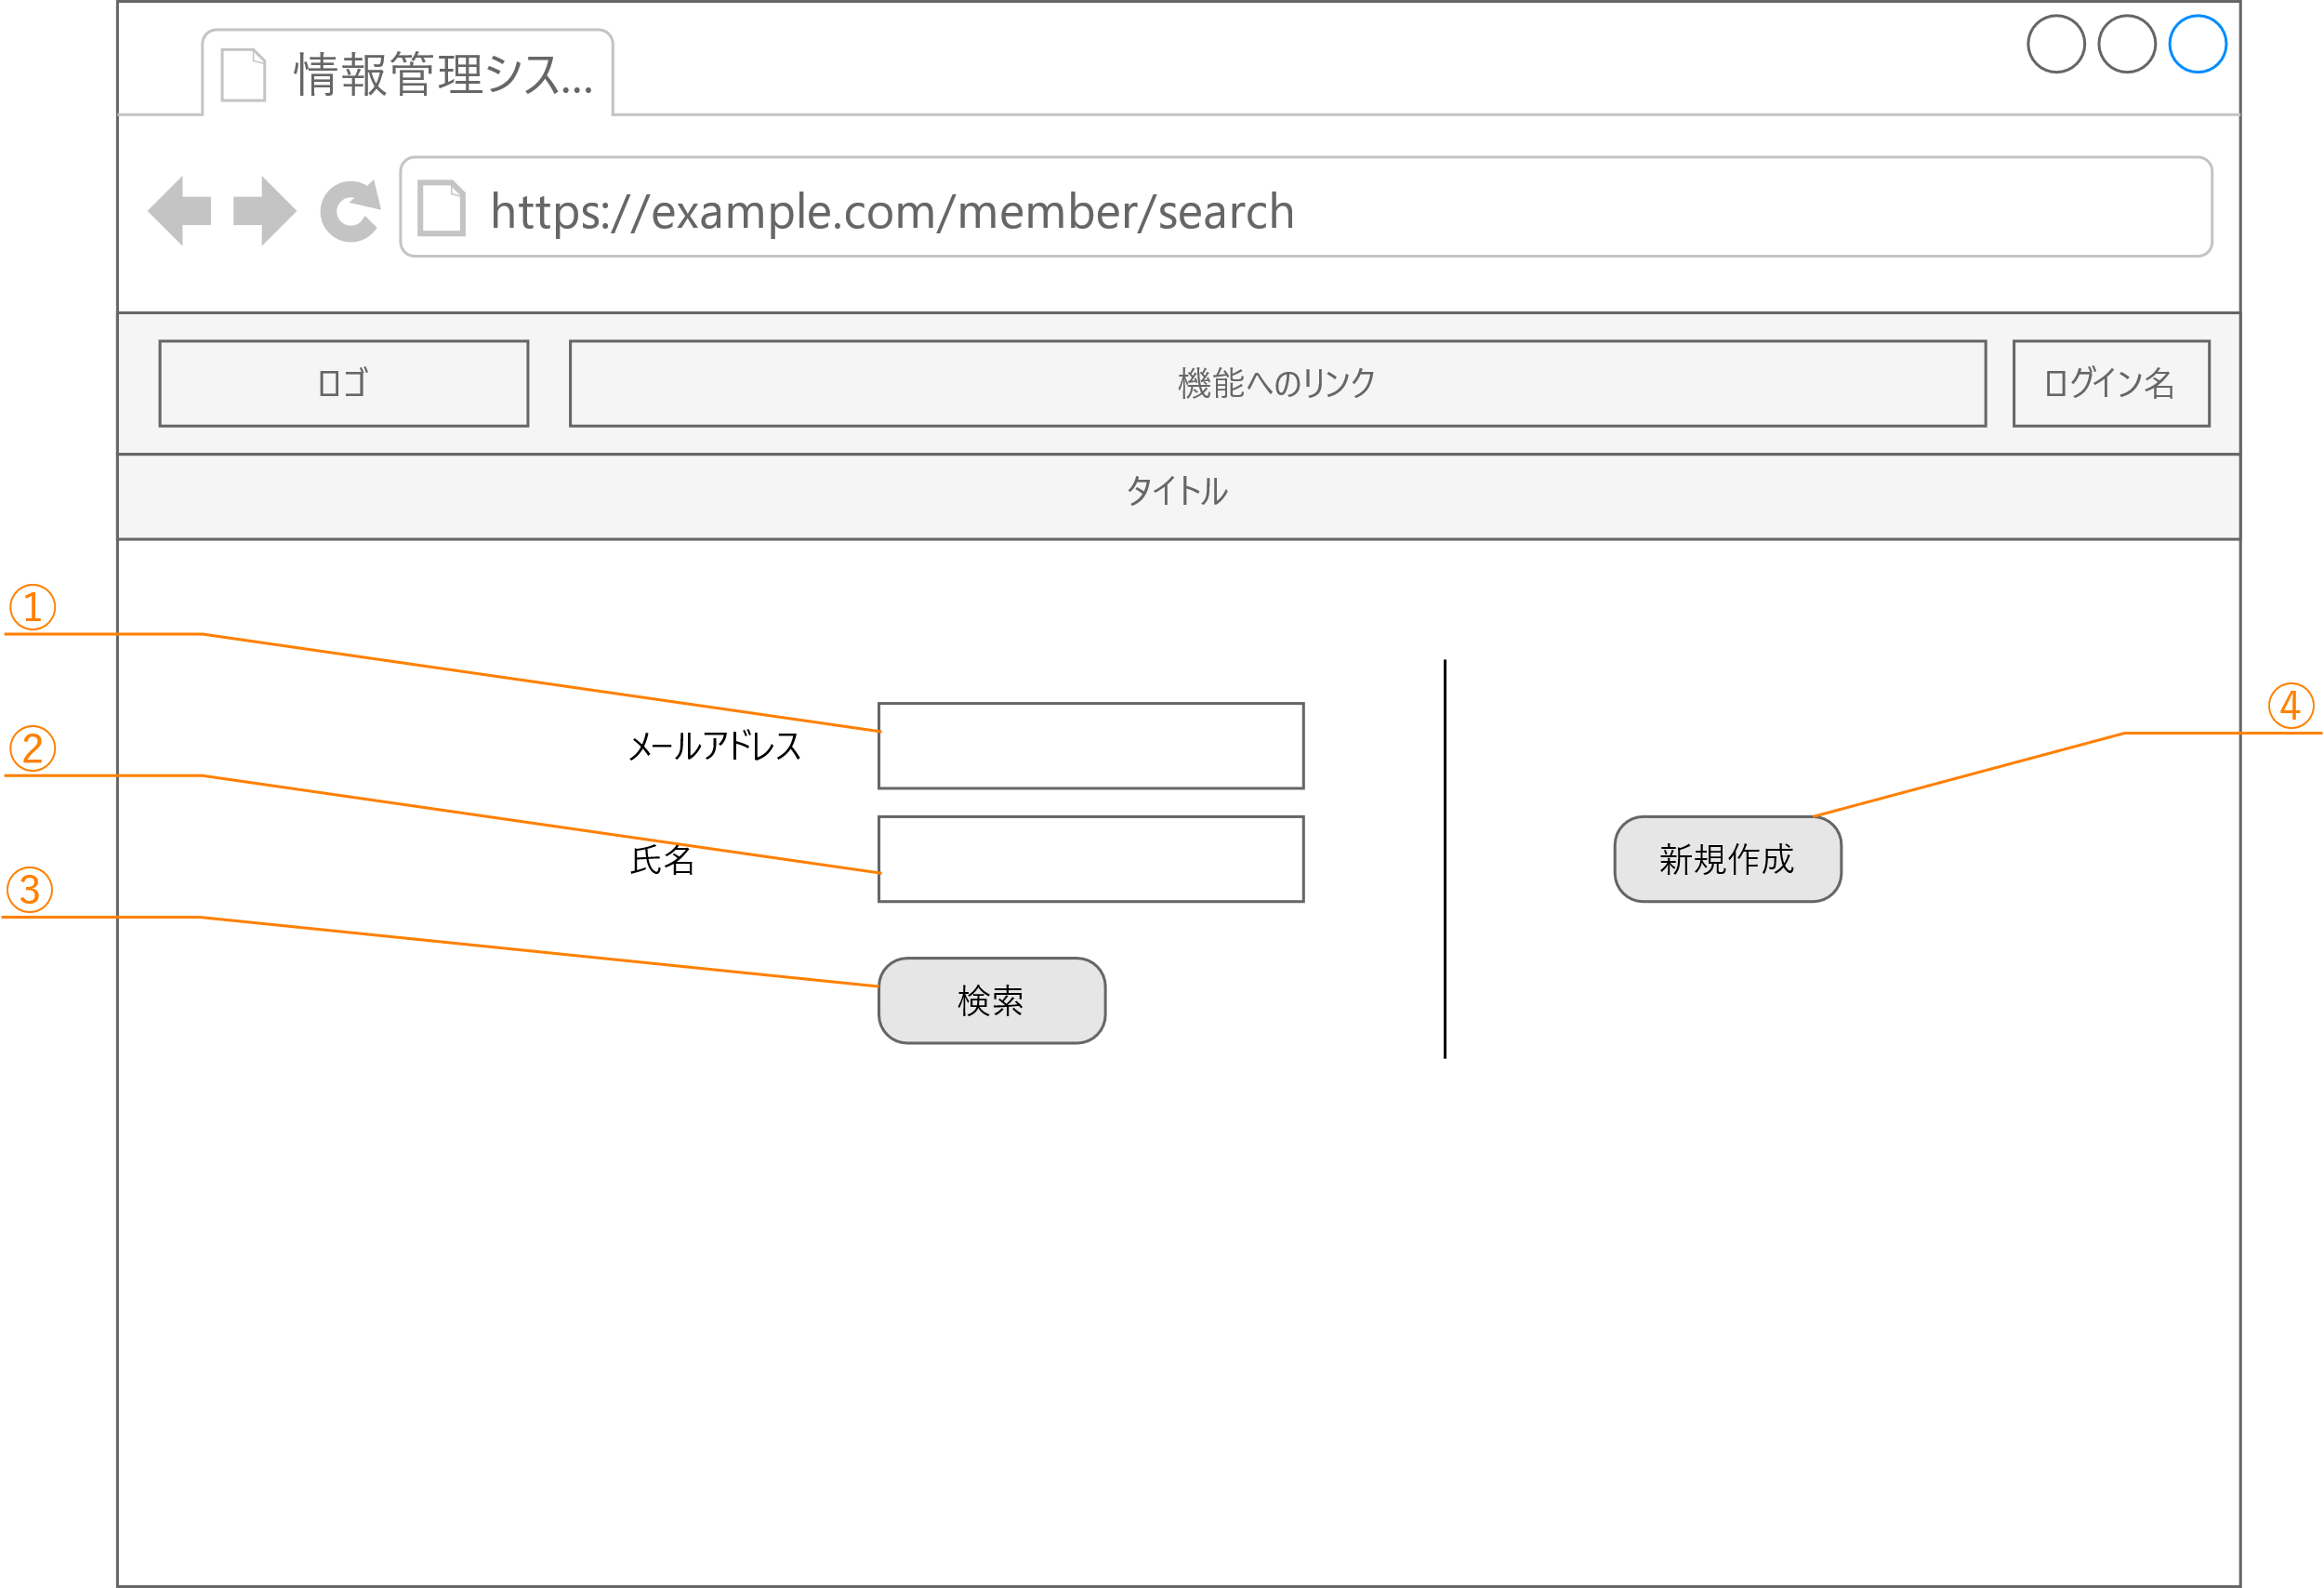 情報管理シス...
https://example.com/member/search
ロゴ
機能へのリンク
ログイン名
タイトル
①
メールアドレス
②
氏名
③
検索
④
新規作成